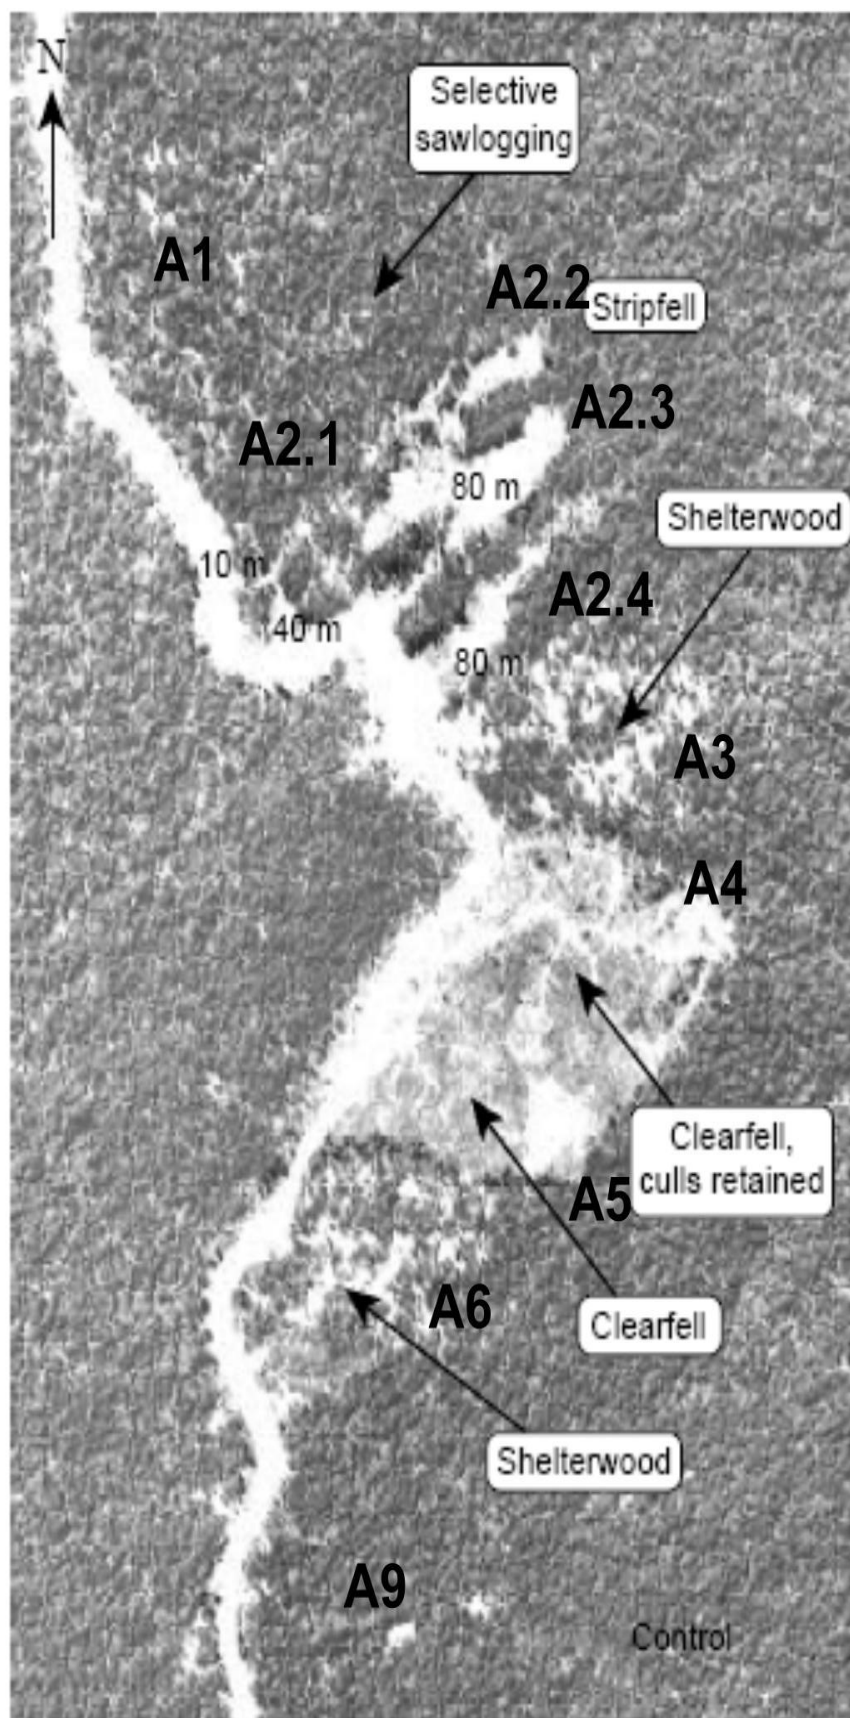 N
Selective
sawlogging
A1
A2.2
Stripfell
A2.3
A2.1
80 m
Shelterwood
10 m
A2.4
40 m
80 m
A3
A4
Clearfell,
culls retained
A5
A6
Clearfell
Shelterwood
A9
Control